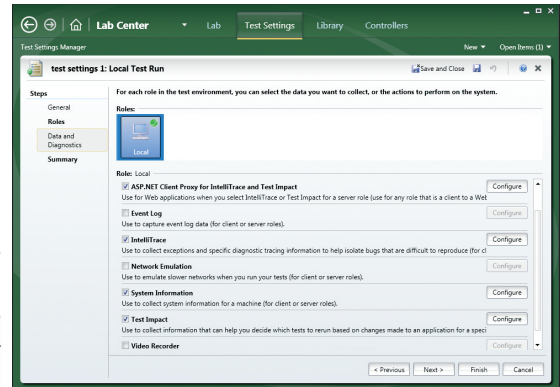 Lab Center
Lab
Test Settings
Library
Controllers
Test Settings Manager
New
Open Items (1)
test settings 1: Local Test Run
Save and Close
Steps
General
Roles
Data and
Diagnostics
Summary
For each role in the test environment, you can select the data you want to collect, or the actions to perform on the system.
Roles:
Local
Role: Local
ASP.NET Client Proxy for IntelliTrace and Test Impact
Configure
Use for Web applications when you select IntelliTrace or Test Impact for a server role (use for any role that is a client to a Web
Event Log
Configure
Use to capture event log data (for client or server roles).
IntelliTrace
Configure
Use to collect exceptions and specific diagnostic tracing information to help isolate bugs that are difficult to reproduce (for cl
Network Emulation
Configure
Use to emulate slower networks when you run your tests (for client or server roles).
System Information
Configure
Use to collect system information for a machine (for client or server roles).
Test Impact
Configure
Use to collect information that can help you decide which tests to rerun based on changes made to an application for a speci
Video Recorder
Configure
< Previous
Next >
Finish
Cancel